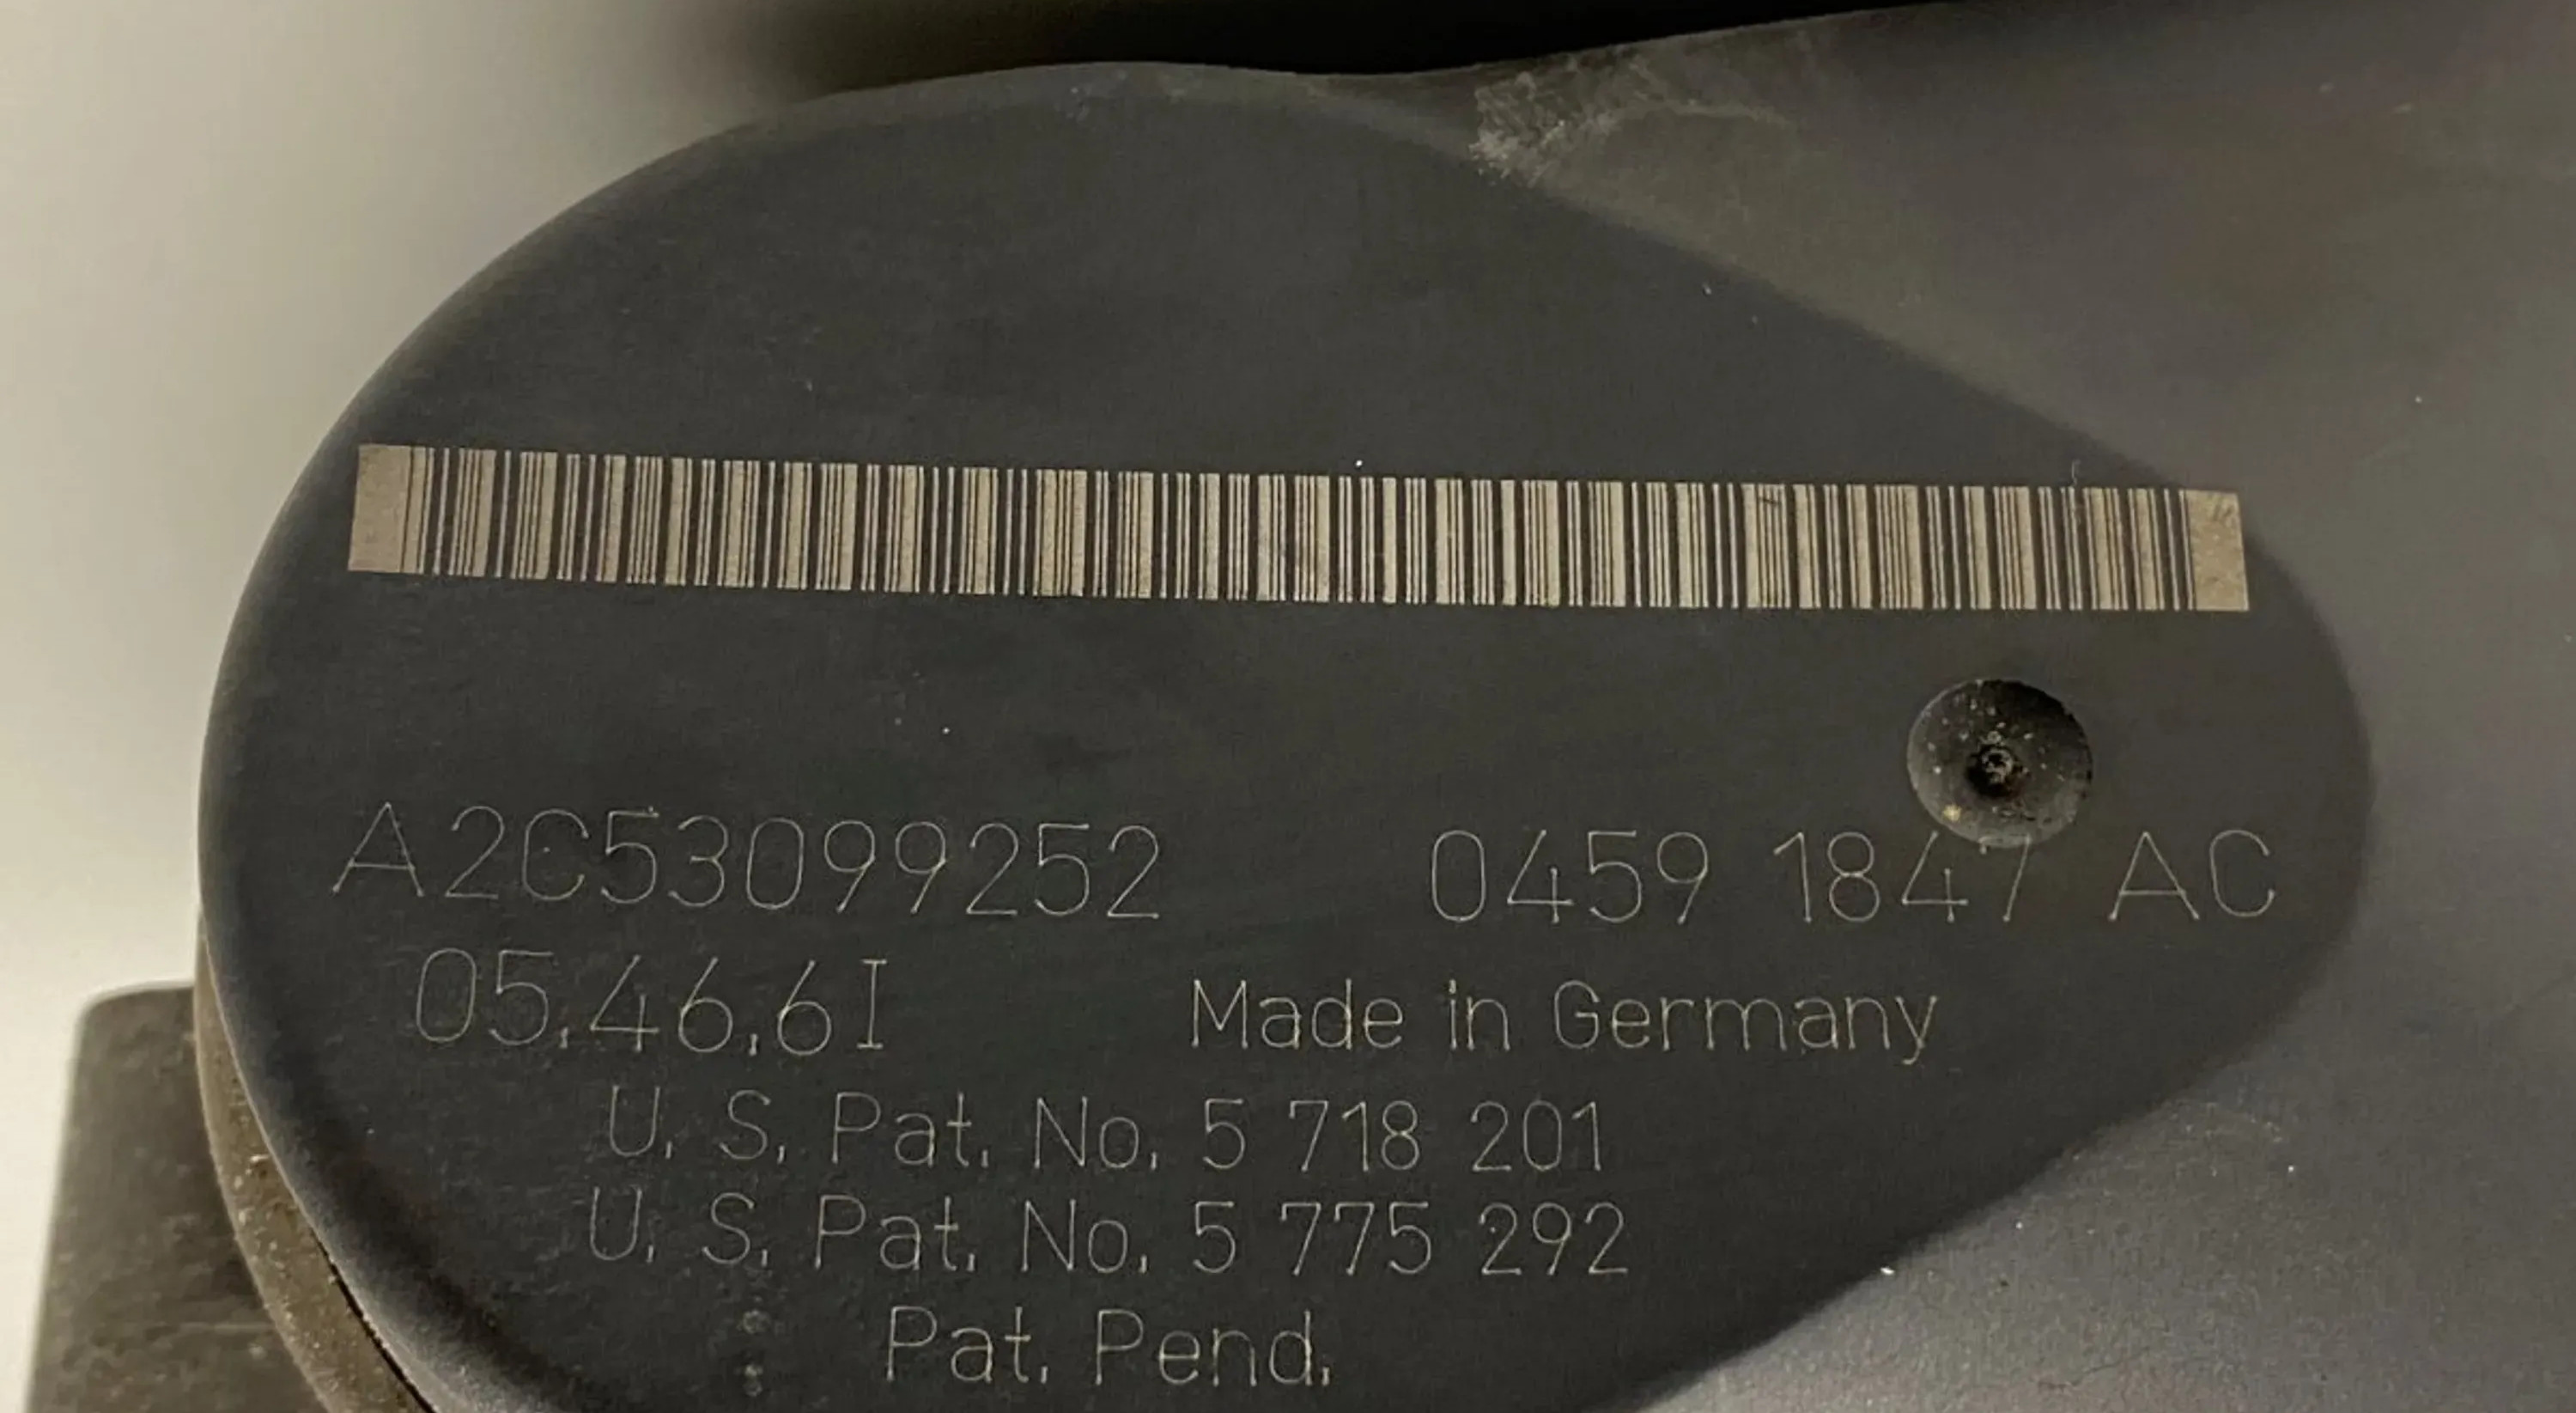 A2C53099252 0459 1847 AC
05.46.6I Made in Germany
U. S. Pat. No. 5 718 201
U. S. Pat. No. 5 775 292
Pat. Pend.